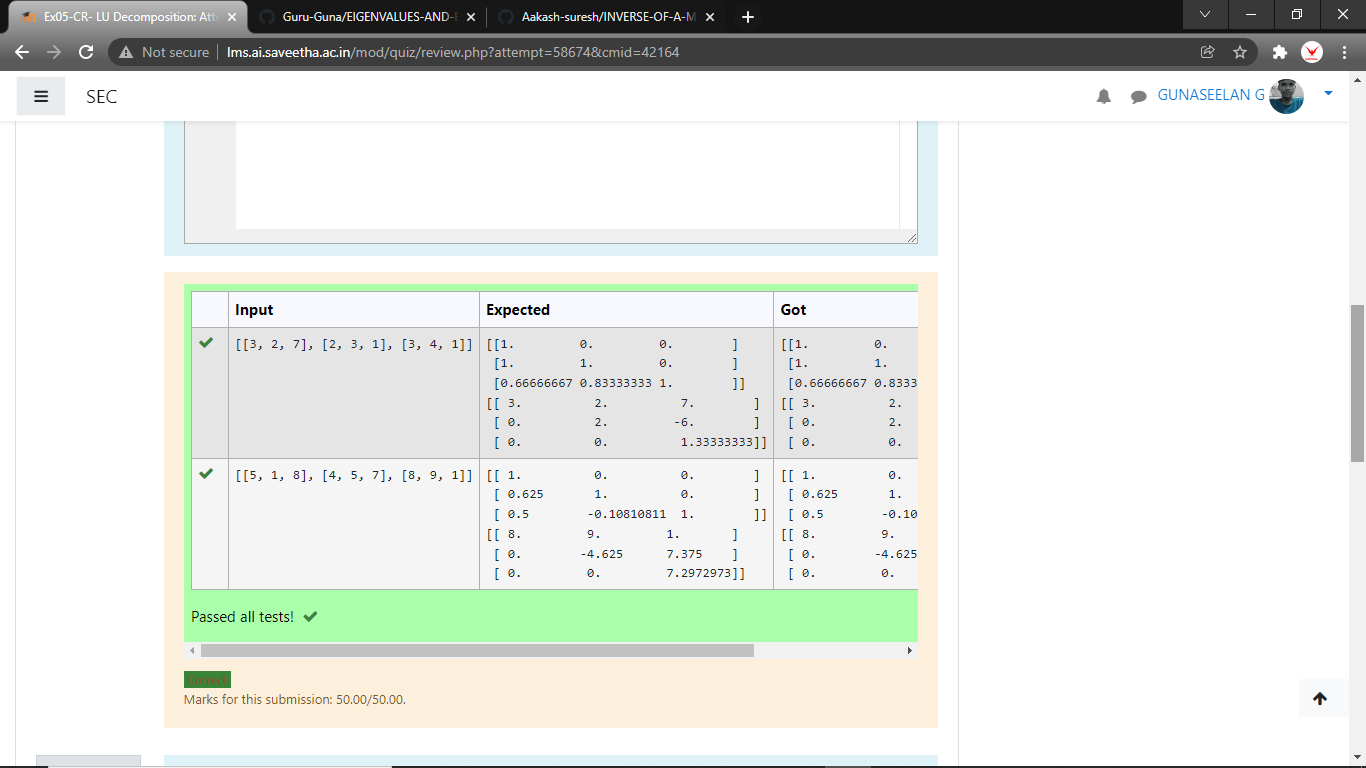 Ex05-CR- LU Decomposition: Att
Guru-Guna/EIGENVALUES-AND-
Aakash-suresh/INVERSE-OF-A-M
Not secure
lms.ai.saveetha.ac.in/mod/quiz/review.php?attempt=58674&cmid=42164
SEC
GUNASEELAN G
Input Expected Got
[[3, 2, 7], [2, 3, 1], [3, 4, 1]] [[1. 0. 0. ] [[1. 0.
[1. 1. 0. ] [1. 1.
[0.66666667 0.83333333 1. ]] [0.66666667 0.8333
[[ 3. 2. 7. ] [[ 3. 2.
[ 0. 2. -6. ] [ 0. 2.
[ 0. 0. 1.33333333]] [ 0. 0.
[[5, 1, 8], [4, 5, 7], [8, 9, 1]] [[ 1. 0. 0. ] [[ 1. 0.
[ 0.625 1. 0. ] [ 0.625 1.
[ 0.5 -0.10810811 1. ]] [ 0.5 -0.10
[[ 8. 9. 1. ] [[ 8. 9.
[ 0. -4.625 7.375 ] [ 0. -4.625
[ 0. 0. 7.2972973]] [ 0. 0.
Passed all tests!
Correct
Marks for this submission: 50.00/50.00.